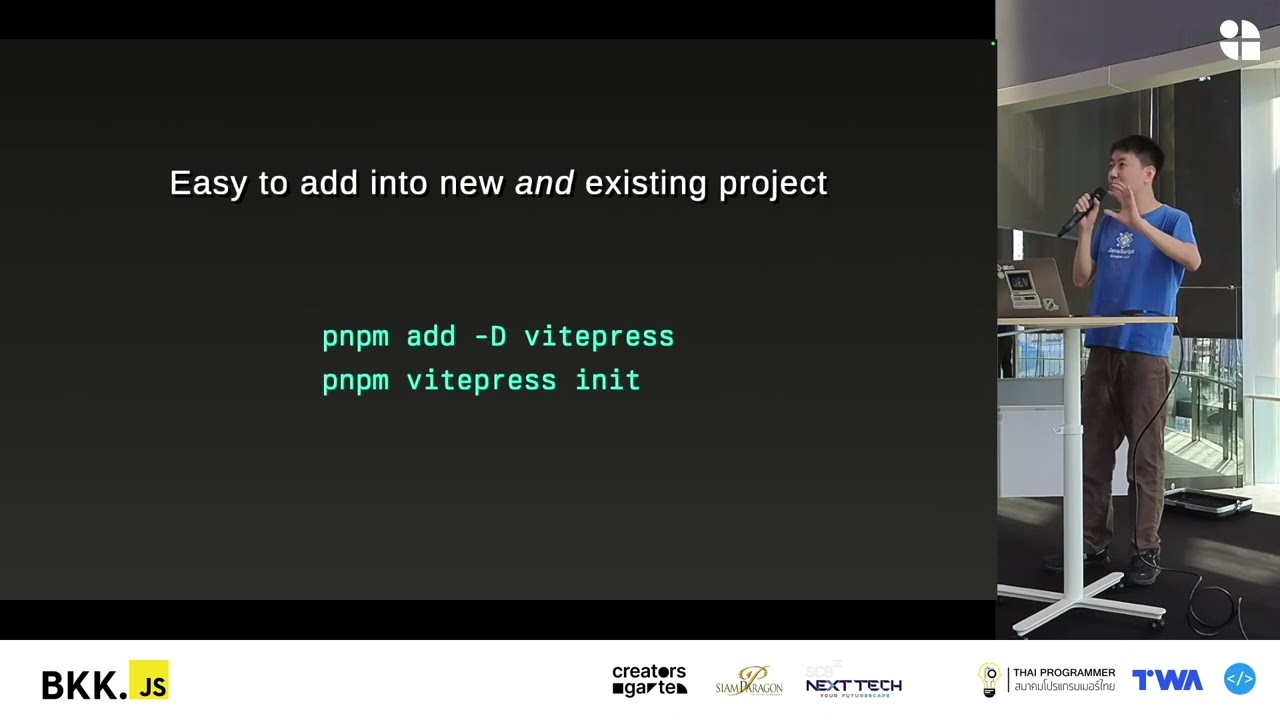 Easy to add into new and existing project
pnpm add -D vitepress
pnpm vitepress init
JavaScript
BKK.JS
creators
garten
SIAM PARAGON
SCBX
NEXT TECH
YOUR FUTURESCAPE
THAI PROGRAMMER
สมาคมโปรแกรมเมอร์ไทย
TWA
</>